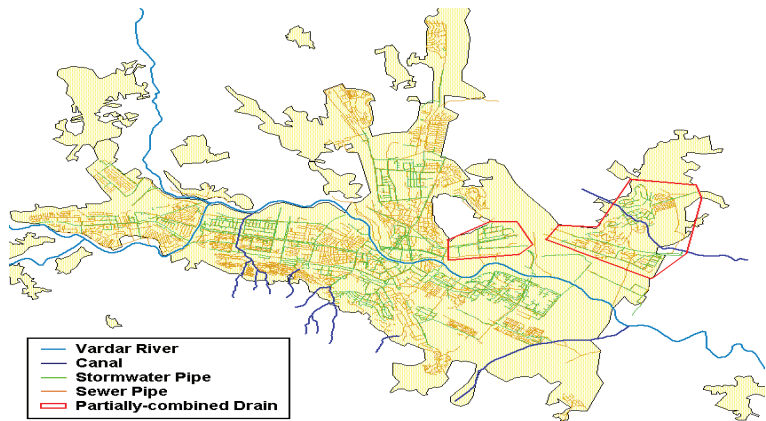 Vardar River
Canal
Stormwater Pipe
Sewer Pipe
Partially-combined Drain